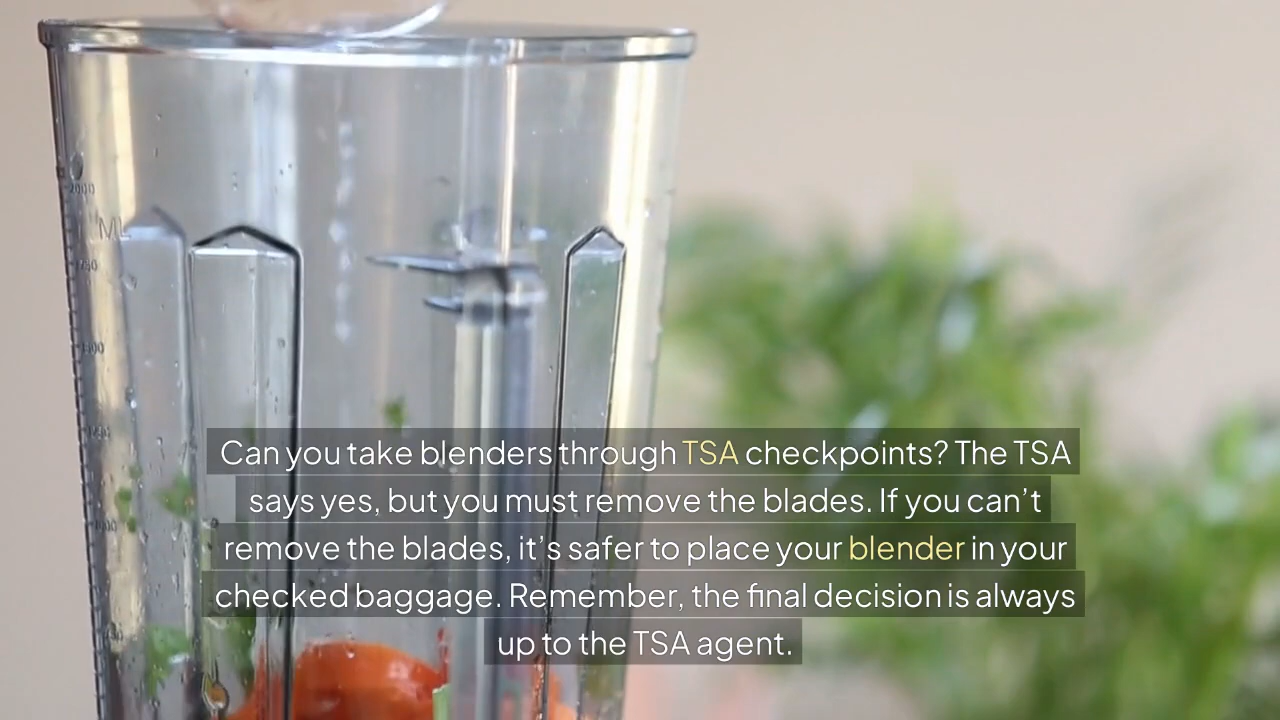 2000
ML
Can you take blenders through TSA checkpoints? The TSA
says yes, but you must remove the blades. If you can’t
remove the blades, it’s safer to place your blender in your
checked baggage. Remember, the final decision is always
up to the TSA agent.